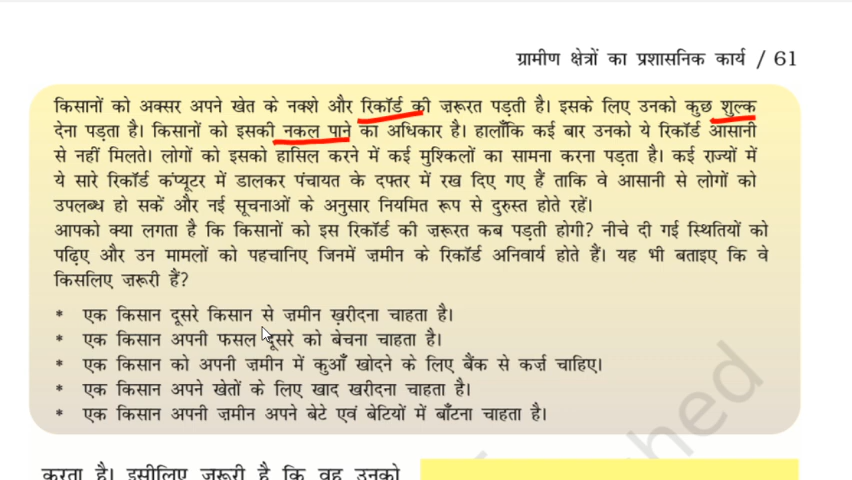 ग्रामीण क्षेत्रों का प्रशासनिक कार्य / 61
किसानों को अक्सर अपने खेत के नक्शे और रिकॉर्ड की ज़रूरत पड़ती है। इसके लिए उनको कुछ शुल्क
देना पड़ता है। किसानों को इसकी नकल पाने का अधिकार है। हालाँकि कई बार उनको ये रिकॉर्ड आसानी
से नहीं मिलते। लोगों को इसको हासिल करने में कई मुश्किलों का सामना करना पड़ता है। कई राज्यों में
ये सारे रिकॉर्ड कंप्यूटर में डालकर पंचायत के दफ्तर में रख दिए गए हैं ताकि वे आसानी से लोगों को
उपलब्ध हो सकें और नई सूचनाओं के अनुसार नियमित रूप से दुरुस्त होते रहें।
आपको क्या लगता है कि किसानों को इस रिकॉर्ड की ज़रूरत कब पड़ती होगी? नीचे दी गई स्थितियों को
पढ़िए और उन मामलों को पहचानिए जिनमें ज़मीन के रिकॉर्ड अनिवार्य होते हैं। यह भी बताइए कि वे
किसलिए ज़रूरी हैं?
* एक किसान दूसरे किसान से ज़मीन ख़रीदना चाहता है।
* एक किसान अपनी फसल दूसरे को बेचना चाहता है।
* एक किसान को अपनी ज़मीन में कुआँ खोदने के लिए बैंक से कर्ज़ चाहिए।
* एक किसान अपने खेतों के लिए खाद खरीदना चाहता है।
* एक किसान अपनी ज़मीन अपने बेटे एवं बेटियों में बाँटना चाहता है।
करता है। इसीलिए ज़रूरी है कि वह उनको